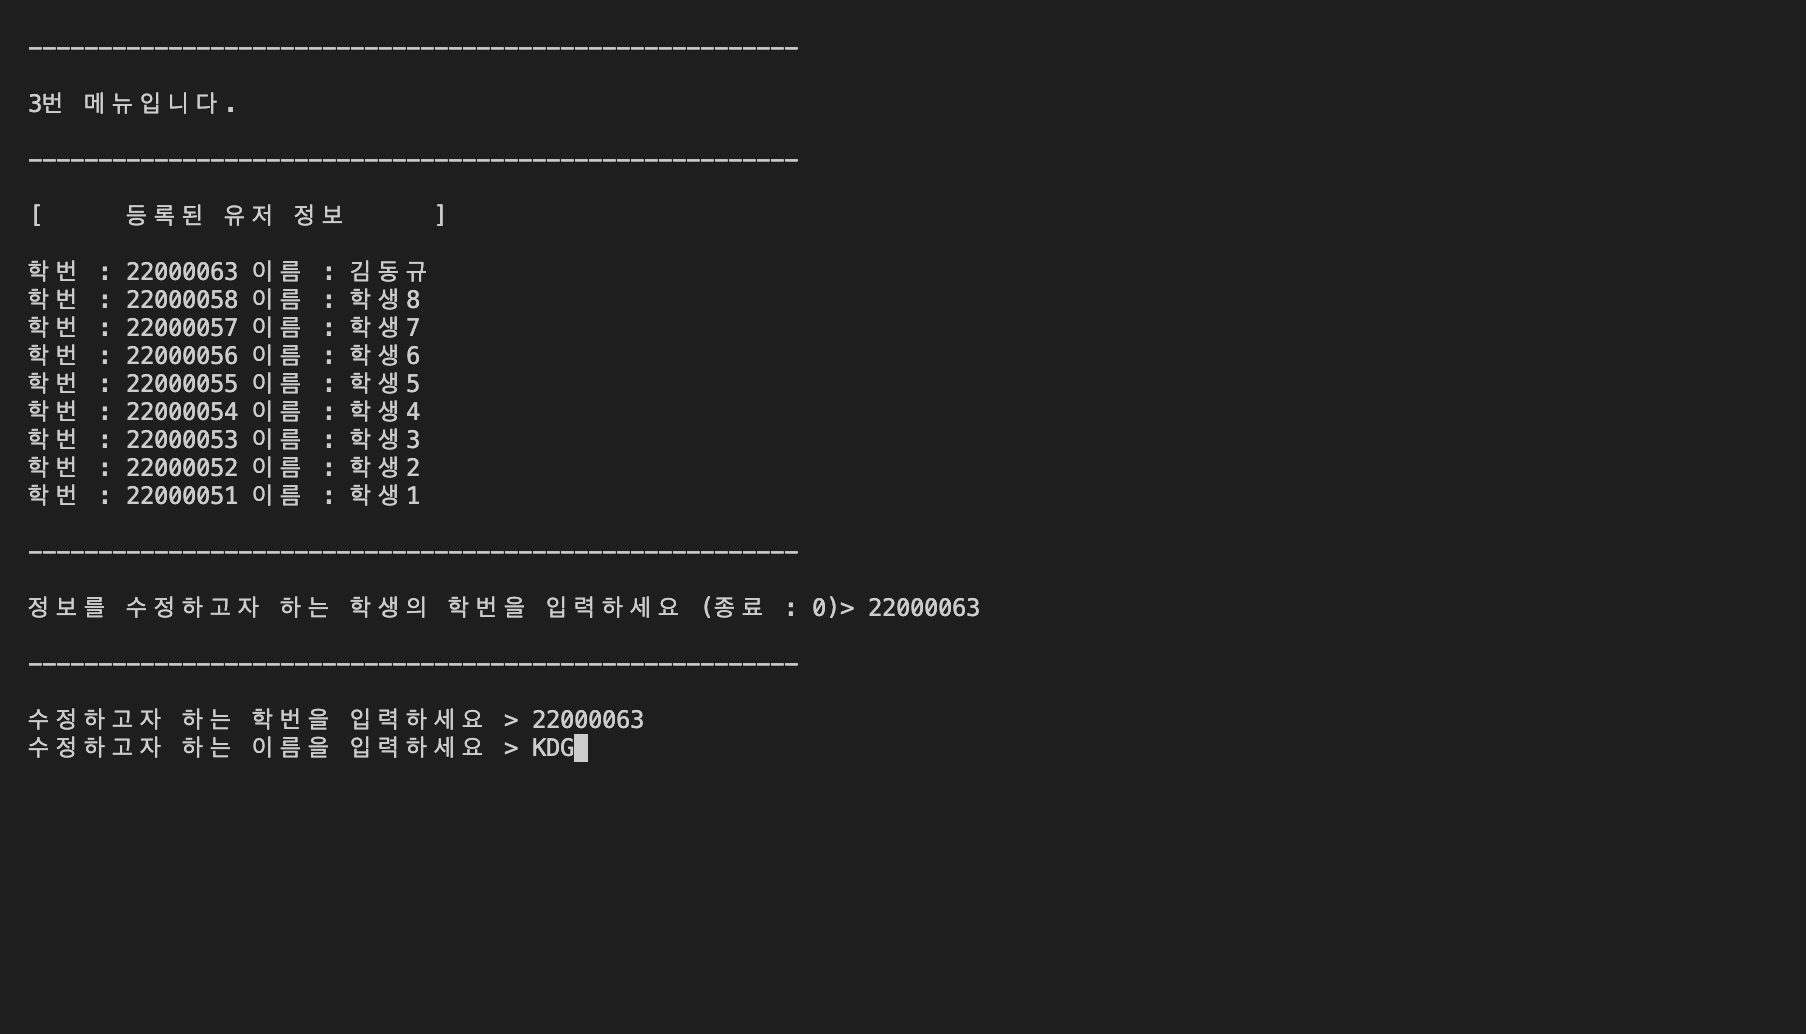 -------------------------------------------------------
3번 메뉴입니다.
-------------------------------------------------------
[      등록된 유저 정보      ]
학번 : 22000063 이름 : 김동규
학번 : 22000058 이름 : 학생8
학번 : 22000057 이름 : 학생7
학번 : 22000056 이름 : 학생6
학번 : 22000055 이름 : 학생5
학번 : 22000054 이름 : 학생4
학번 : 22000053 이름 : 학생3
학번 : 22000052 이름 : 학생2
학번 : 22000051 이름 : 학생1
-------------------------------------------------------
정보를 수정하고자 하는 학생의 학번을 입력하세요 (종료 : 0)> 22000063
-------------------------------------------------------
수정하고자 하는 학번을 입력하세요 > 22000063
수정하고자 하는 이름을 입력하세요 > KDG